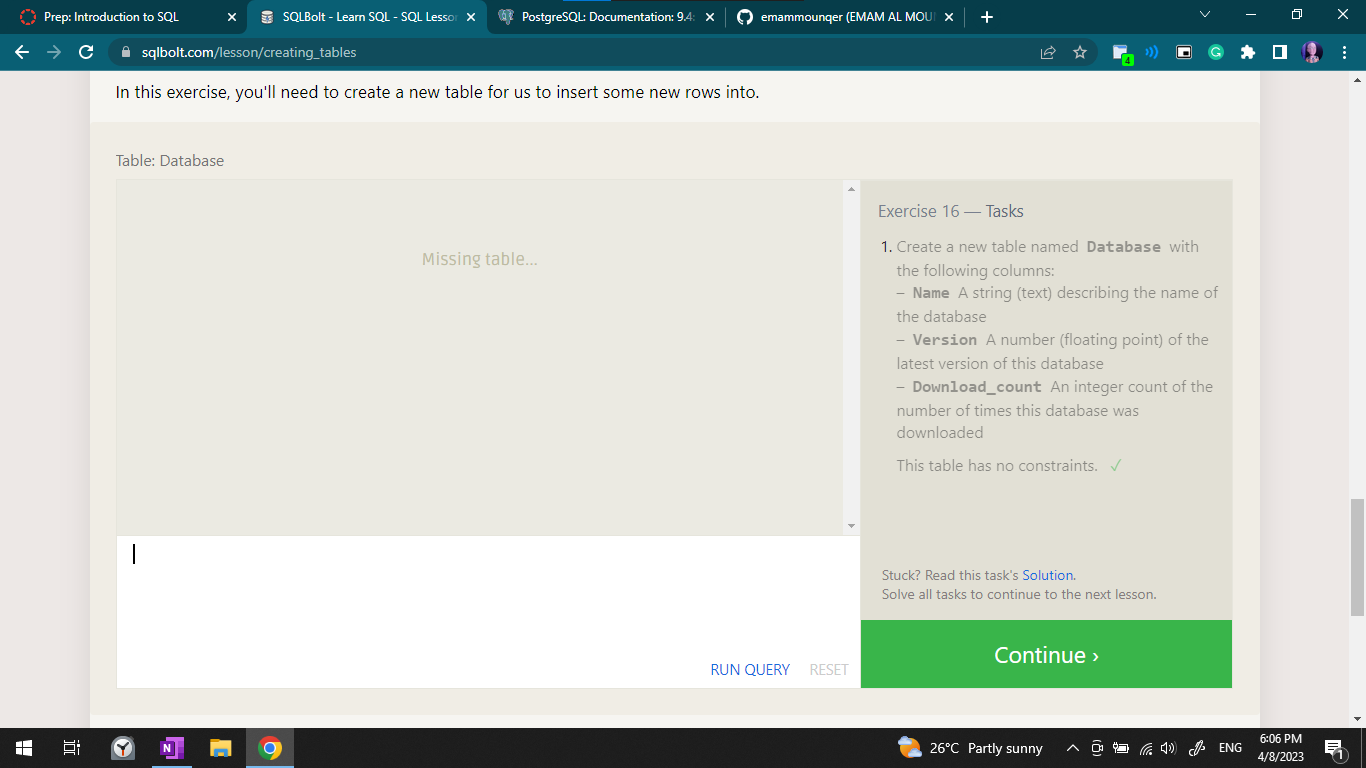 Prep: Introduction to SQL
SQLBolt - Learn SQL - SQL Lesson
PostgreSQL: Documentation: 9.4:
emammounqer (EMAM AL MOU
sqlbolt.com/lesson/creating_tables
4
In this exercise, you'll need to create a new table for us to insert some new rows into.
Table: Database
Missing table...
RUN QUERY RESET
Exercise 16 — Tasks
1. Create a new table named Database with
the following columns:
– Name A string (text) describing the name of
the database
– Version A number (floating point) of the
latest version of this database
– Download_count An integer count of the
number of times this database was
downloaded
This table has no constraints. ✓
Stuck? Read this task's Solution.
Solve all tasks to continue to the next lesson.
Continue ›
26°C Partly sunny
ENG
6:06 PM
4/8/2023
1